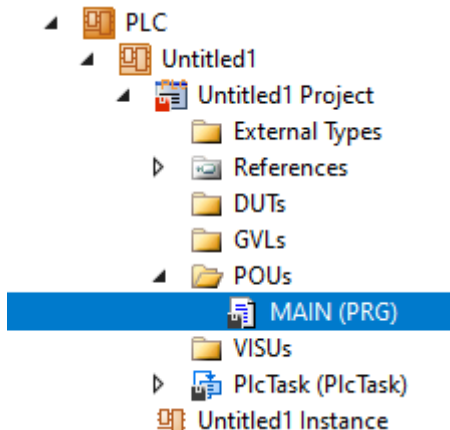 PLC
Untitled1
Untitled1 Project
External Types
References
DUTs
GVLs
POUs
MAIN (PRG)
VISUs
PlcTask (PlcTask)
Untitled1 Instance